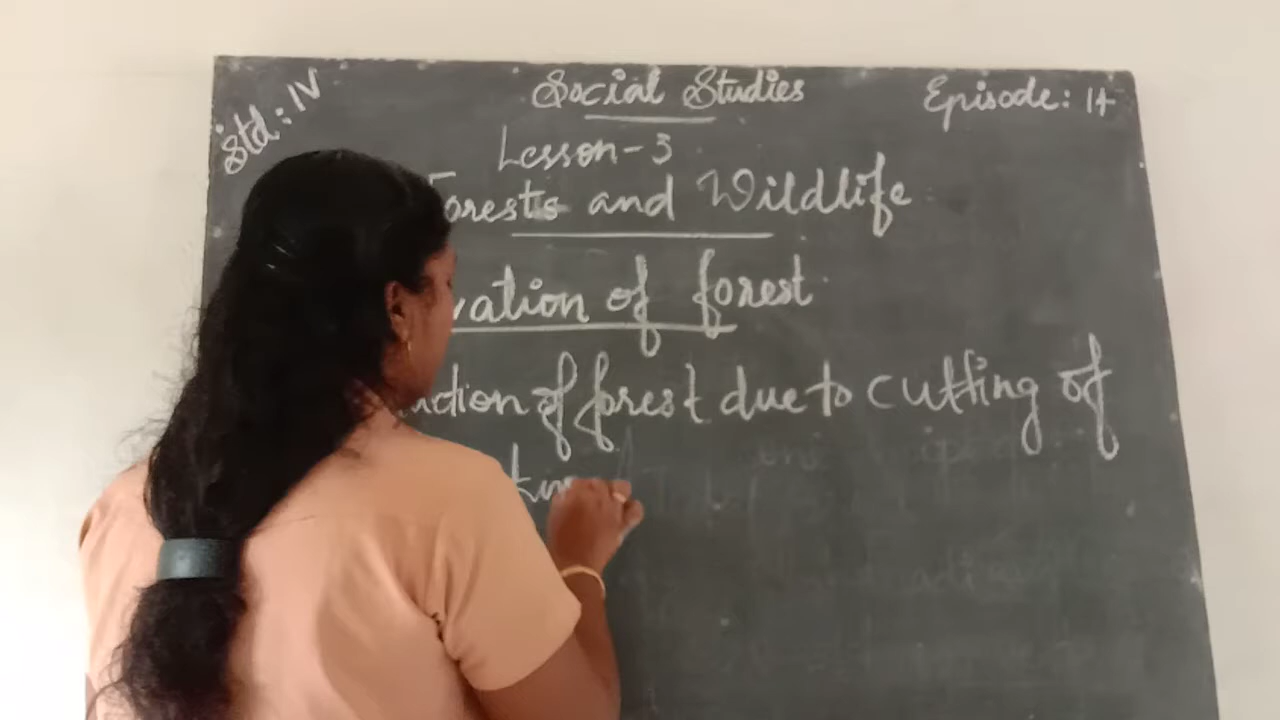 Std: IV
Social Studies
Episode: 14
Lesson-3
Forests and Wildlife
vation of forest
uction of forest due to cutting of